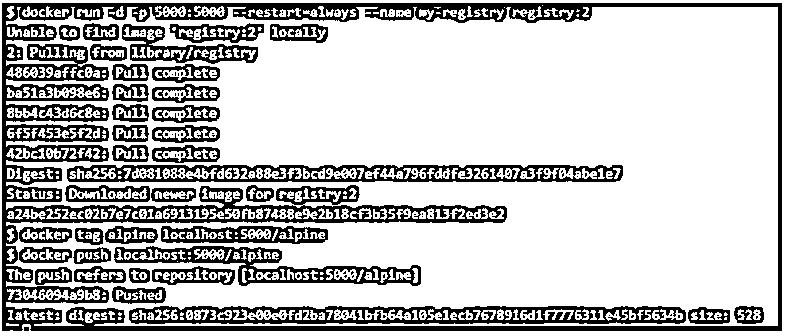 $ docker run -d -p 5000:5000 --restart=always --name my-registry registry:2
Unable to find image 'registry:2' locally
2: Pulling from library/registry
486039affc0a: Pull complete
ba51a3b098e6: Pull complete
8bb4c43d6c8e: Pull complete
6f5f453e5f2d: Pull complete
42bc10b72f42: Pull complete
Digest: sha256:7d081088e4bfd632a88e3f3bcd9e007ef44a796fddfe3261407a3f9f04abe1e7
Status: Downloaded newer image for registry:2
a24be252ec02b7e7c01a6913195e50fb87488e9e2b18cf3b35f9ea813f2ed3e2
$ docker tag alpine localhost:5000/alpine
$ docker push localhost:5000/alpine
The push refers to repository [localhost:5000/alpine]
73046094a9b8: Pushed
latest: digest: sha256:0873c923e00e0fd2ba78041bfb64a105e1ecb7678916d1f7776311e45bf5634b size: 528